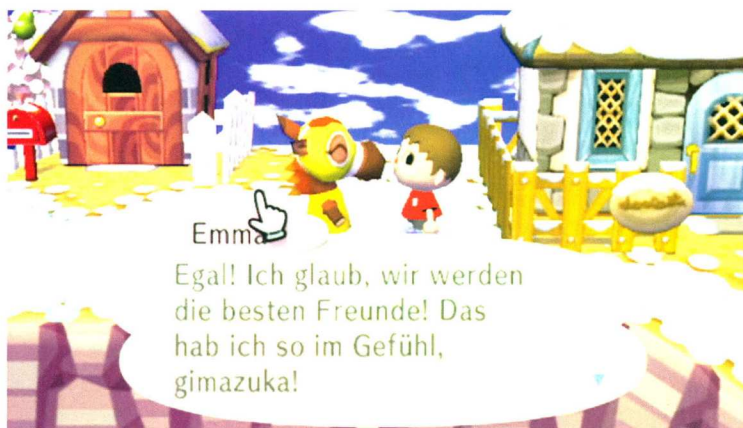 Emma
Egal! Ich glaub, wir werden
die besten Freunde! Das
hab ich so im Gefühl,
gimazuka!